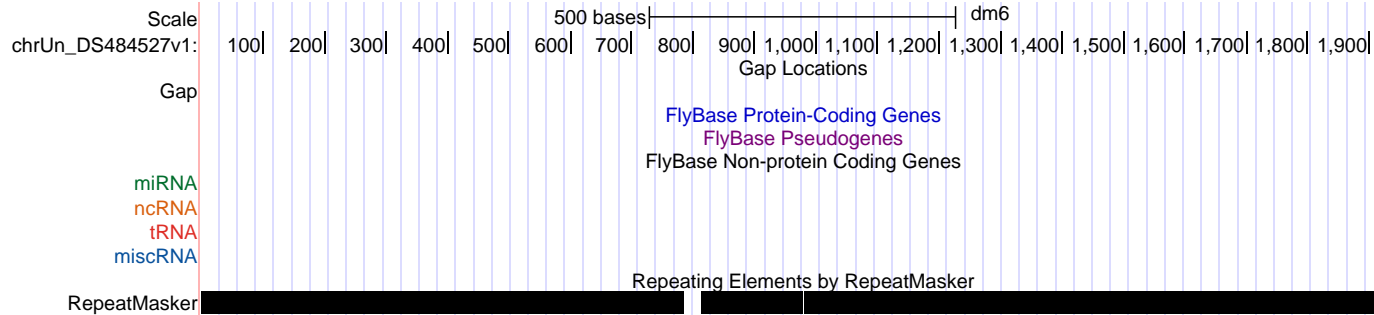 Scale 500 bases dm6
chrUn_DS484527v1: 100 200 300 400 500 600 700 800 900 1,000 1,100 1,200 1,300 1,400 1,500 1,600 1,700 1,800 1,900
Gap Locations
Gap
FlyBase Protein-Coding Genes
FlyBase Pseudogenes
FlyBase Non-protein Coding Genes
miRNA
ncRNA
tRNA
miscRNA
Repeating Elements by RepeatMasker
RepeatMasker